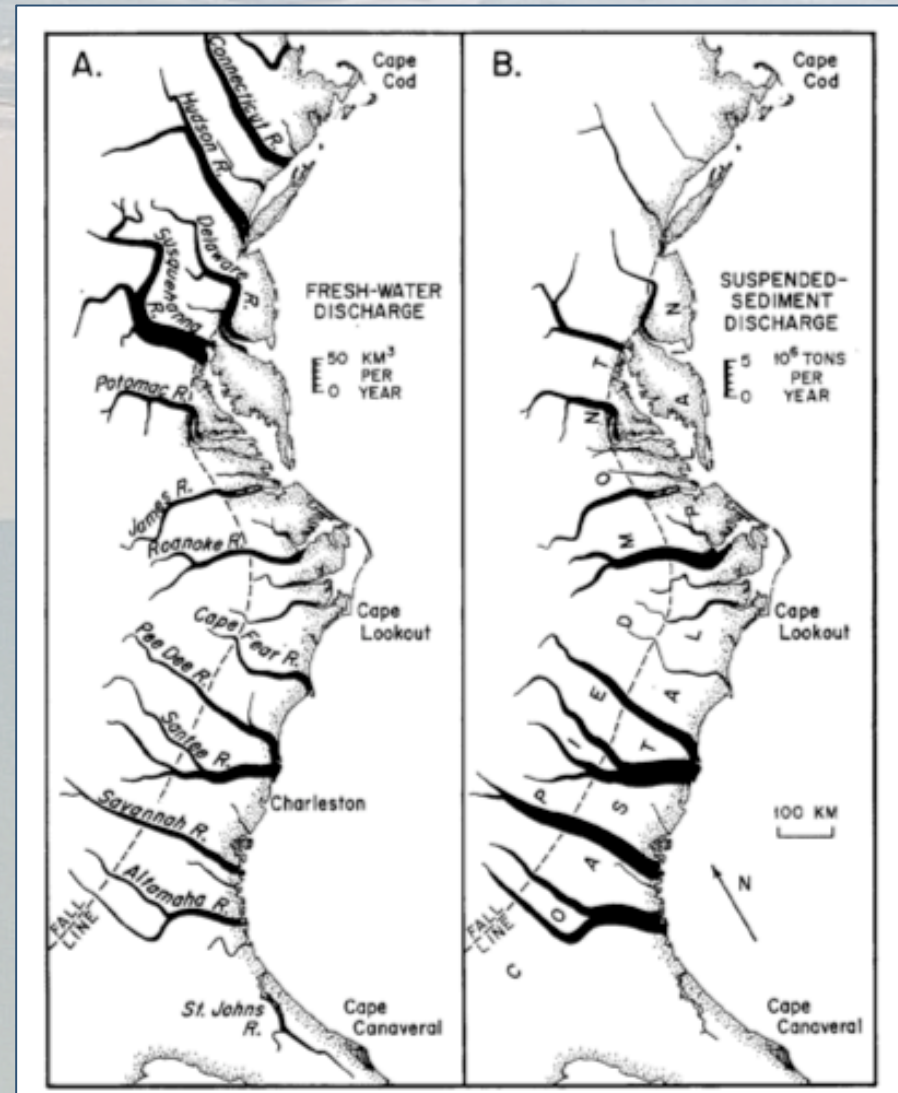 A.
Connecticut R.
Hudson R.
Cape
Cod
Delaware
R.
Susquehanna
R.
FRESH-WATER
DISCHARGE
50 KM³
PER
0 YEAR
Potomac R.
James R.
Roanoke R.
Cape
Lookout
Cape Fear R.
Pee Dee R.
Santee R.
Charleston
Savannah R.
Altamaha R.
FALL
LINE
St. Johns
R.
Cape
Canaveral
B.
Cape
Cod
SUSPENDED-
SEDIMENT
DISCHARGE
5 10⁶ TONS
PER
0 YEAR
PIEDMONT
COASTAL PLAIN
Cape
Lookout
100 KM
N
FALL
LINE
Cape
Canaveral